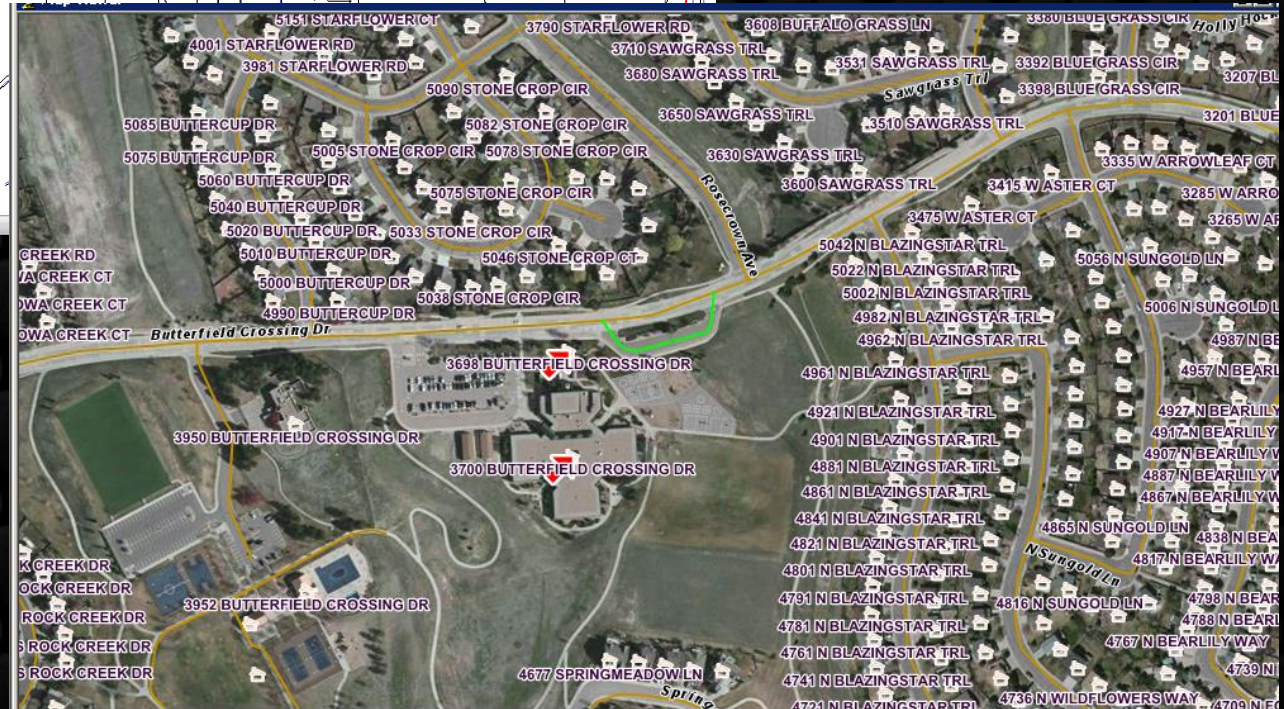 5151 STARFLOWER CT
3790 STARFLOWER RD
3608 BUFFALO GRASS LN
3380 BLUE GRASS CIR
Holly
4001 STARFLOWER RD
3710 SAWGRASS TRL
3981 STARFLOWER RD
3680 SAWGRASS TRL
3531 SAWGRASS TRL
3392 BLUE GRASS CIR
3207 BL
Sawgrass Trl
5090 STONE CROP CIR
3398 BLUE GRASS CIR
3650 SAWGRASS TRL
3201 BLUE
5085 BUTTERCUP DR
5082 STONE CROP CIR
3510 SAWGRASS TRL
5075 BUTTERCUP DR
5005 STONE CROP CIR
5078 STONE CROP CIR
3630 SAWGRASS TRL
3335 W ARROWLEAF CT
5060 BUTTERCUP DR
5075 STONE CROP CIR
Rosecrown Ave
3600 SAWGRASS TRL
3415 W ASTER CT
3285 W ARRO
5040 BUTTERCUP DR
3475 W ASTER CT
3265 W AR
5020 BUTTERCUP DR
5033 STONE CROP CIR
5042 N BLAZINGSTAR TRL
CREEK RD
5010 BUTTERCUP DR
5046 STONE CROP CT
5056 N SUNGOLD LN
5022 N BLAZINGSTAR TRL
WA CREEK CT
5000 BUTTERCUP DR
5038 STONE CROP CIR
5002 N BLAZINGSTAR TRL
OWA CREEK CT
4990 BUTTERCUP DR
4982 N BLAZINGSTAR TRL
5006 N SUNGOLD L
OWA CREEK CT
Butterfield Crossing Dr
4962 N BLAZINGSTAR TRL
4987 N BE
3698 BUTTERFIELD CROSSING DR
4961 N BLAZINGSTAR TRL
4957 N BEARL
4921 N BLAZINGSTAR TRL
4927 N BEARLILY
3950 BUTTERFIELD CROSSING DR
4901 N BLAZINGSTAR TRL
4917 N BEARLILY
4907 N BEARLILY W
3700 BUTTERFIELD CROSSING DR
4881 N BLAZINGSTAR TRL
4887 N BEARLILY W
4861 N BLAZINGSTAR TRL
4867 N BEARLILY W
4841 N BLAZINGSTAR TRL
4865 N SUNGOLD LN
4838 N BEA
4821 N BLAZINGSTAR TRL
N Sungold Ln
4817 N BEARLILY WA
K CREEK DR
4801 N BLAZINGSTAR TRL
OCK CREEK DR
4791 N BLAZINGSTAR TRL
4798 N BEAR
3952 BUTTERFIELD CROSSING DR
4816 N SUNGOLD LN
ROCK CREEK DR
4788 N BEARL
4781 N BLAZINGSTAR TRL
4767 N BEARLILY WAY
S ROCK CREEK DR
4761 N BLAZINGSTAR TRL
S ROCK CREEK DR
4677 SPRINGMEADOW LN
4741 N BLAZINGSTAR TRL
4739 N
Spring
4736 N WILDFLOWERS WAY
4721 N BLAZINGSTAR TRL